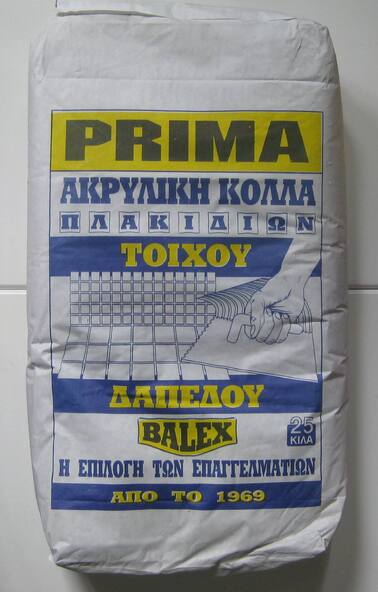 PRIMA
ΑΚΡΥΛΙΚΗ ΚΟΛΛΑ
ΠΛΑΚΙΔΙΩΝ
ΤΟΙΧΟΥ
ΔΑΠΕΔΟΥ
BALEX
25
ΚΙΛΑ
Η ΕΠΙΛΟΓΗ ΤΩΝ ΕΠΑΓΓΕΛΜΑΤΙΩΝ
ΑΠΟ ΤΟ 1969